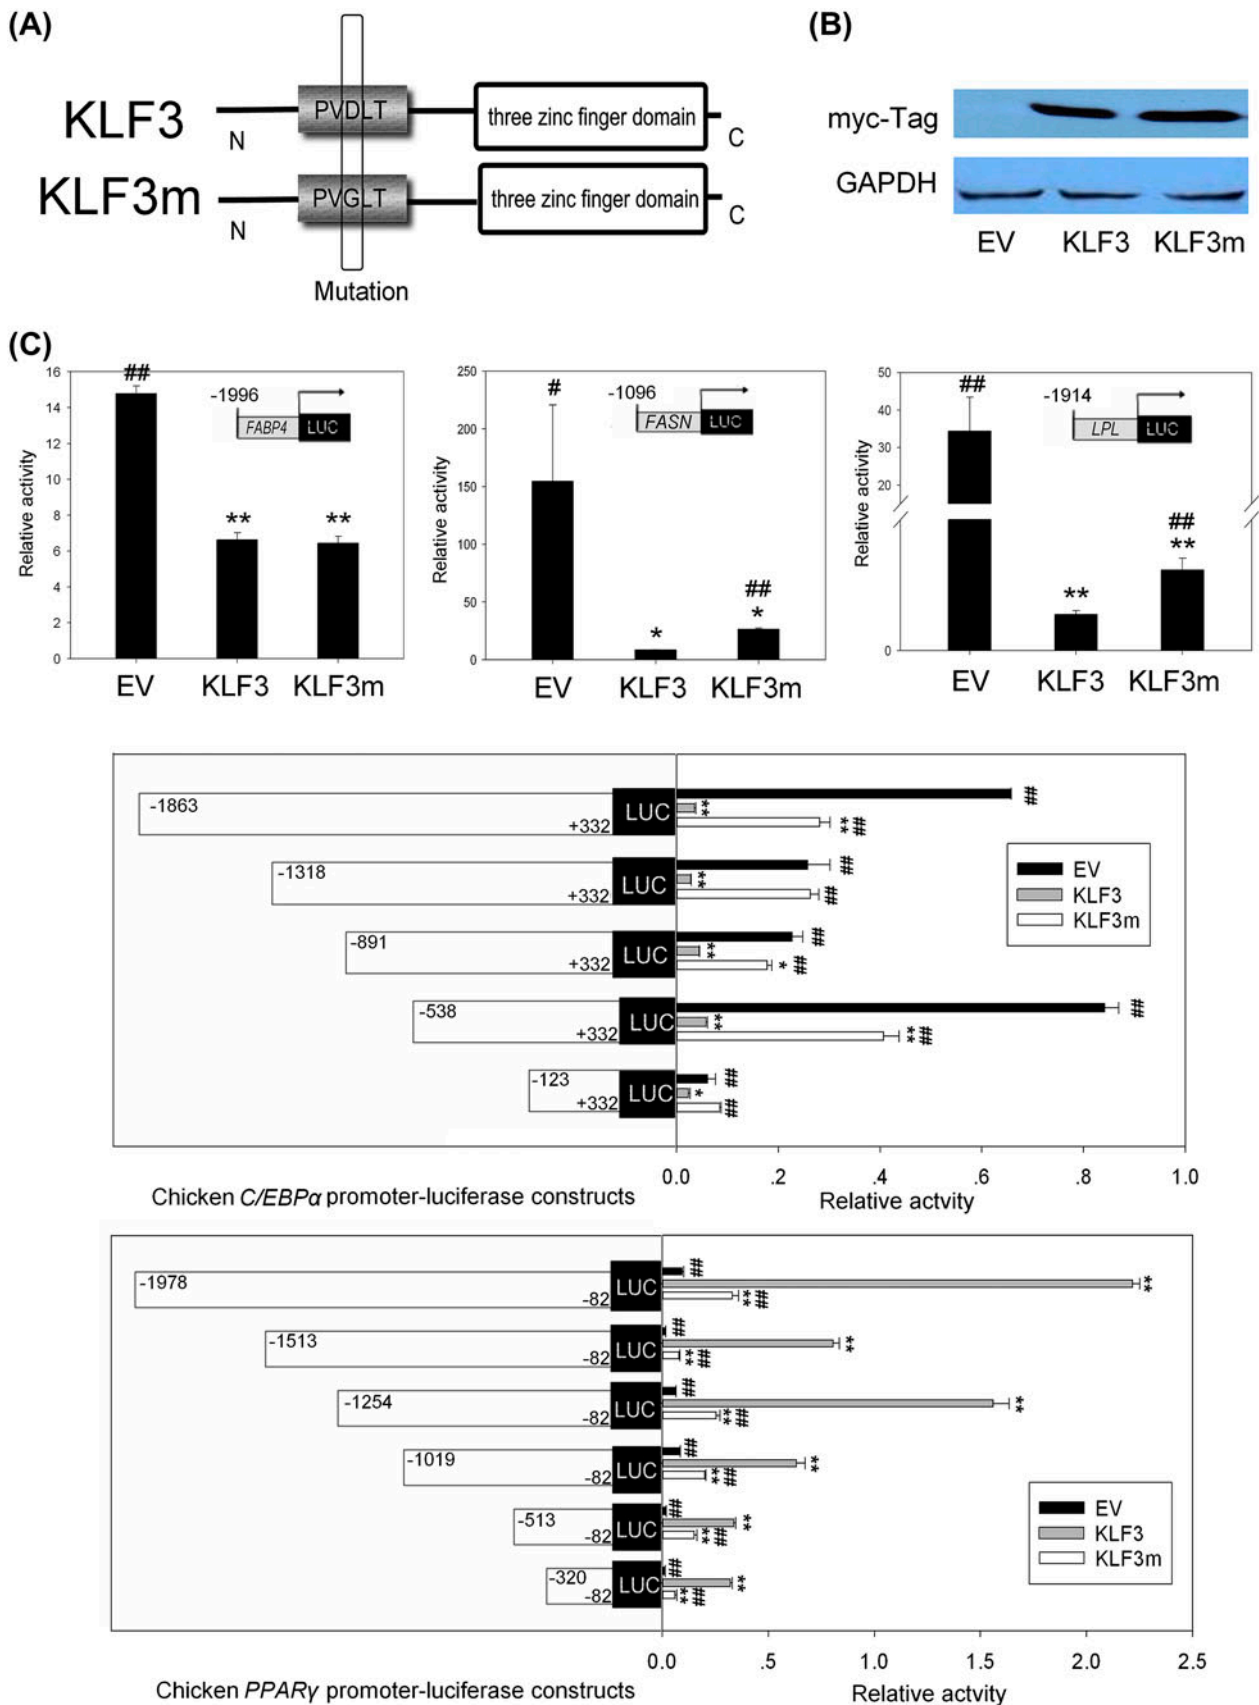 (A)
KLF3
PVDLT
three zinc finger domain
N
C
KLF3m
PVGLT
three zinc finger domain
N
C
Mutation
(B)
myc-Tag
GAPDH
EV KLF3 KLF3m
(C)
Relative activity
16
14
12
10
8
6
4
2
0
##
**
**
-1996
FABP4 LUC
EV KLF3 KLF3m
Relative activity
250
200
150
100
50
0
#
*
##
*
-1096
FASN LUC
EV KLF3 KLF3m
Relative activity
50
40
30
20
0
##
**
##
**
-1914
LPL LUC
EV KLF3 KLF3m
-1863
+332
LUC
##
**
** ##
-1318
+332
LUC
##
**
##
-891
+332
LUC
##
**
* ##
-538
+332
LUC
##
**
** ##
-123
+332
LUC
##
*
##
EV
KLF3
KLF3m
0.0 .2 .4 .6 .8 1.0
Chicken C/EBPα promoter-luciferase constructs
Relative actvity
-1978
-82
LUC
##
**
** ##
-1513
-82
LUC
##
**
** ##
-1254
-82
LUC
##
**
** ##
-1019
-82
LUC
##
**
** ##
-513
-82
LUC
##
**
** ##
-320
-82
LUC
##
**
** ##
EV
KLF3
KLF3m
0.0 .5 1.0 1.5 2.0 2.5
Chicken PPARγ promoter-luciferase constructs
Relative actvity